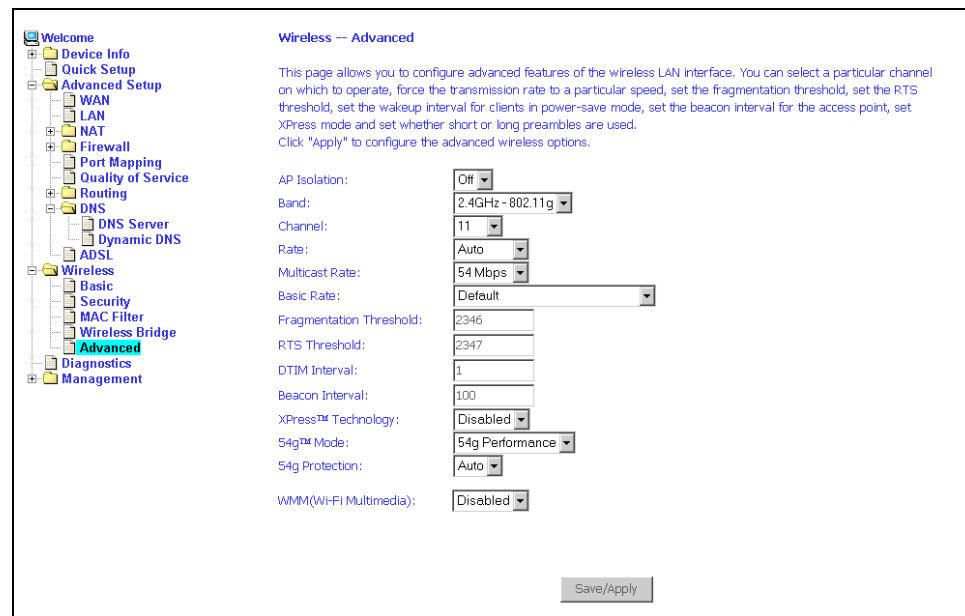 Welcome
Device Info
Quick Setup
Advanced Setup
WAN
LAN
NAT
Firewall
Port Mapping
Quality of Service
Routing
DNS
DNS Server
Dynamic DNS
ADSL
Wireless
Basic
Security
MAC Filter
Wireless Bridge
Advanced
Diagnostics
Management
Wireless -- Advanced
This page allows you to configure advanced features of the wireless LAN interface. You can select a particular channel
on which to operate, force the transmission rate to a particular speed, set the fragmentation threshold, set the RTS
threshold, set the wakeup interval for clients in power-save mode, set the beacon interval for the access point, set
XPress mode and set whether short or long preambles are used.
Click "Apply" to configure the advanced wireless options.
AP Isolation: Off
Band: 2.4GHz - 802.11g
Channel: 11
Rate: Auto
Multicast Rate: 54 Mbps
Basic Rate: Default
Fragmentation Threshold: 2346
RTS Threshold: 2347
DTIM Interval: 1
Beacon Interval: 100
XPress™ Technology: Disabled
54g™ Mode: 54g Performance
54g Protection: Auto
WMM(Wi-Fi Multimedia): Disabled
Save/Apply